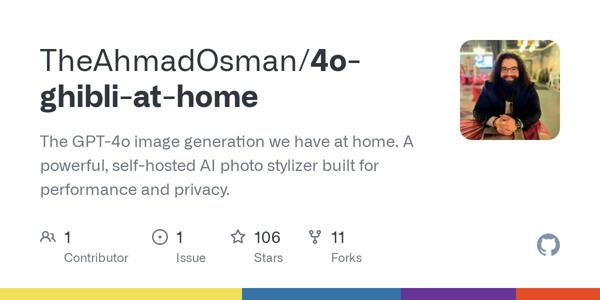 TheAhmadOsman/4o-
ghibli-at-home
The GPT-4o image generation we have at home. A
powerful, self-hosted AI photo stylizer built for
performance and privacy.
1
Contributor
1
Issue
106
Stars
11
Forks